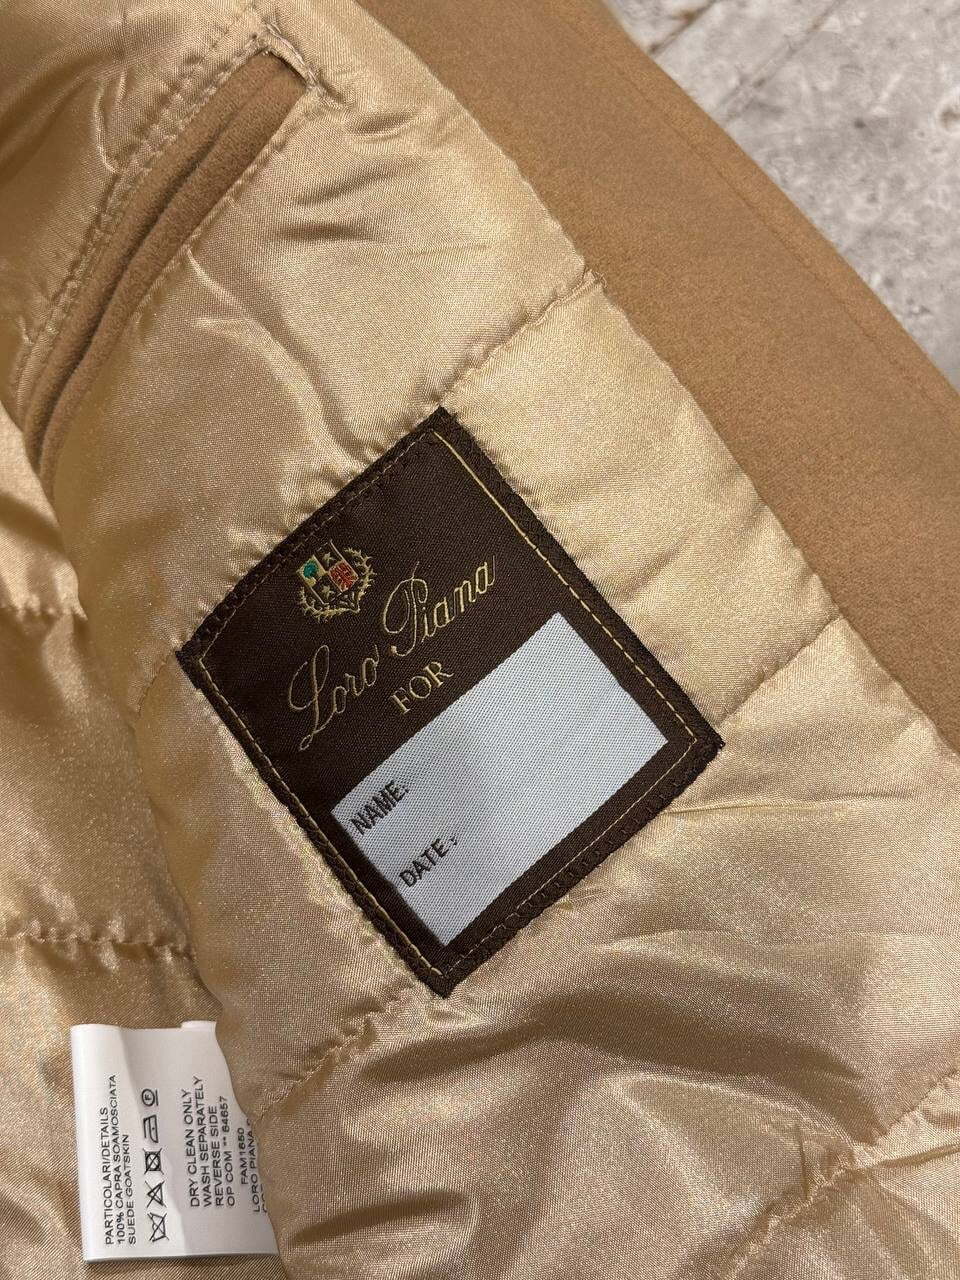 Loro Piana
FOR
NAME:
DATE:
PARTICOLARI/DETAILS
100% CAPRA SOAMOSCIATA
SUEDE GOATSKIN
DRY CLEAN ONLY
WASH SEPARATELY
REVERSE SIDE
OP COM ** 64657
FAM1650
LORO PIANA